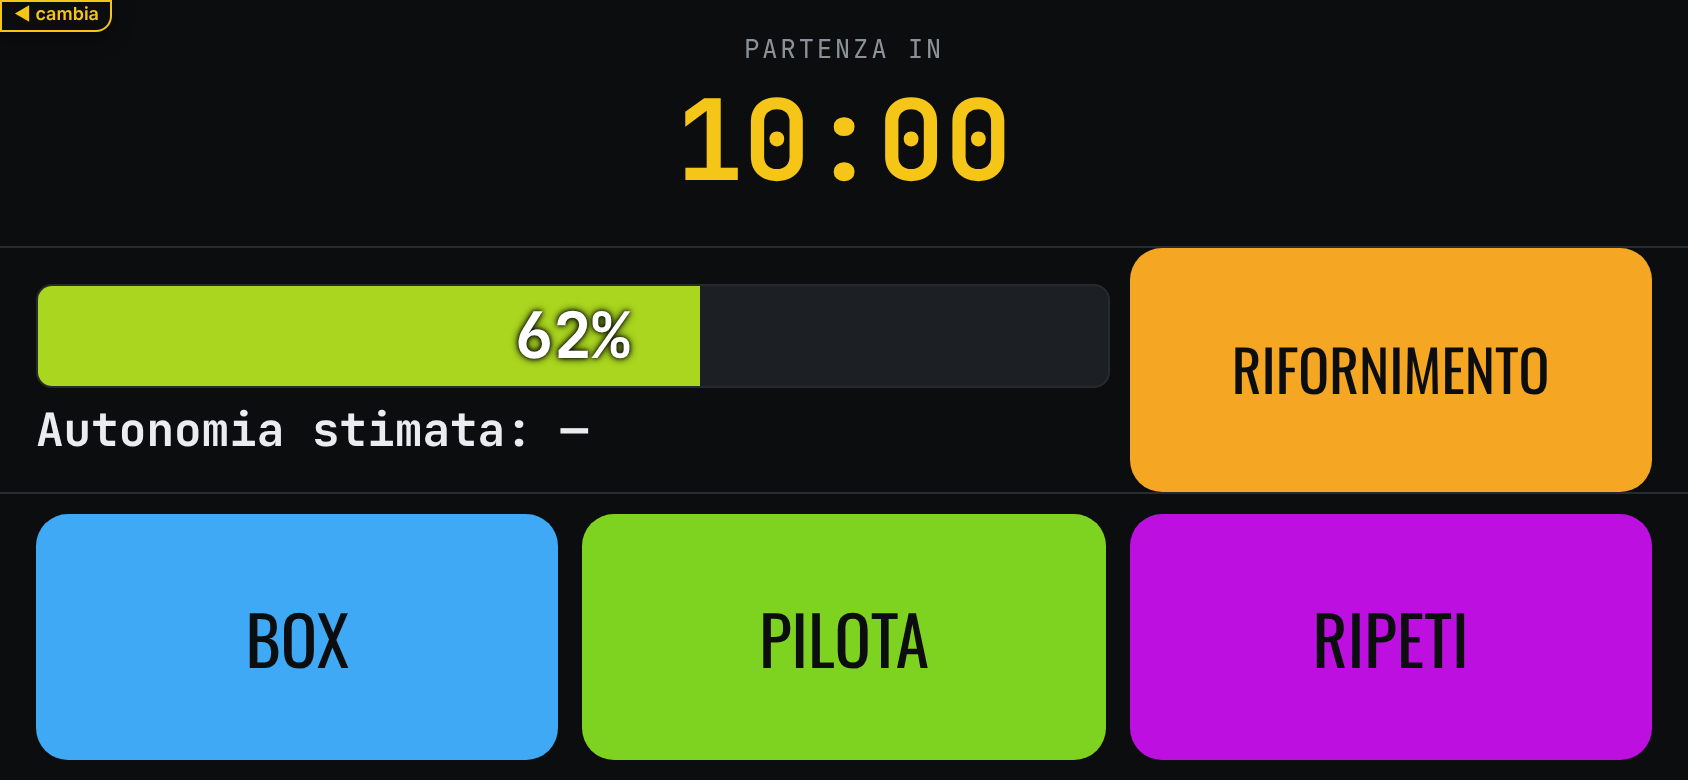 ◀ cambia
PARTENZA IN
10:00
62%
Autonomia stimata: —
RIFORNIMENTO
BOX
PILOTA
RIPETI